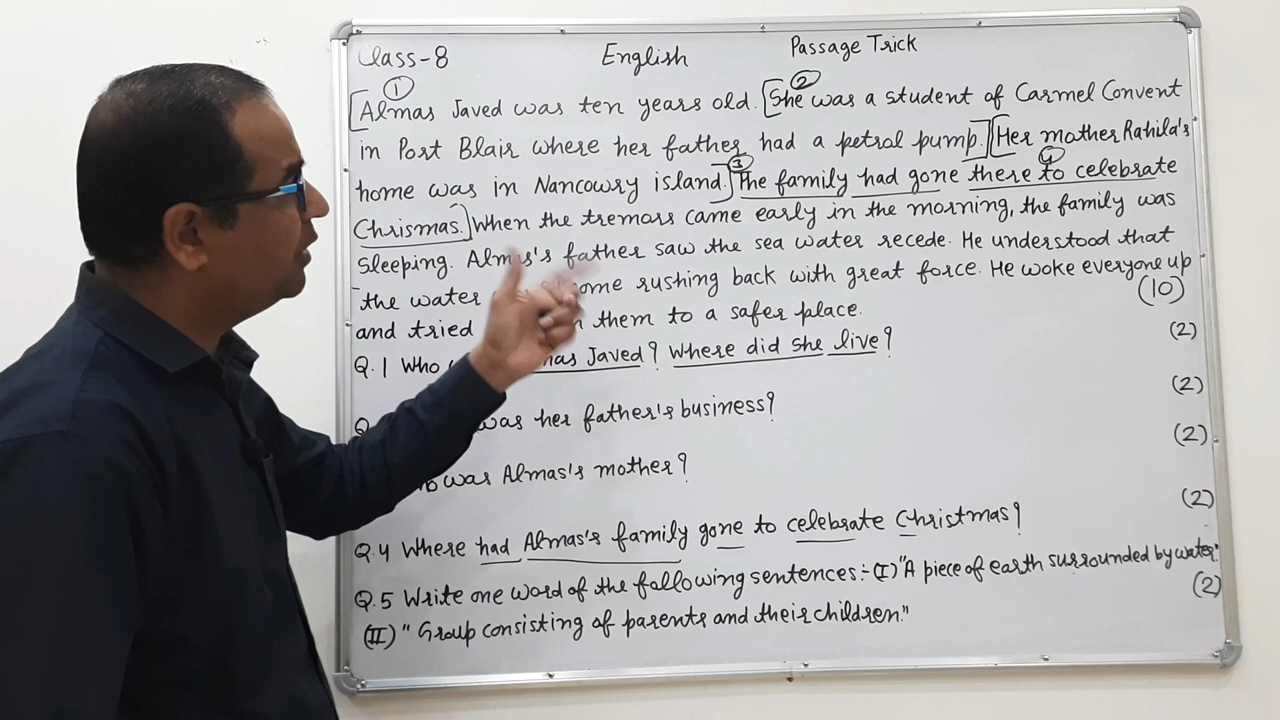 Class-8 English Passage Trick
① ②
[Almas Javed was ten years old. [She was a student of Carmel Convent
in Port Blair where her father had a petrol pump.] [Her mother Rahila's
③ ④
home was in Nancowry island.] [The family had gone there to celebrate
Chrismas.] When the tremors came early in the morning, the family was
sleeping. Almas's father saw the sea water recede. He understood that
the water come rushing back with great force. He woke everyone up
and tried them to a safer place. (10)
Q.1 Who Javed? Where did she live? (2)
was her father's business? (2)
was Almas's mother? (2)
Q.4 Where had Almas's family gone to celebrate Christmas? (2)
Q.5 Write one word of the following sentences:- (I) "A piece of earth surrounded by water."
(II) "Group consisting of parents and their children." (2)